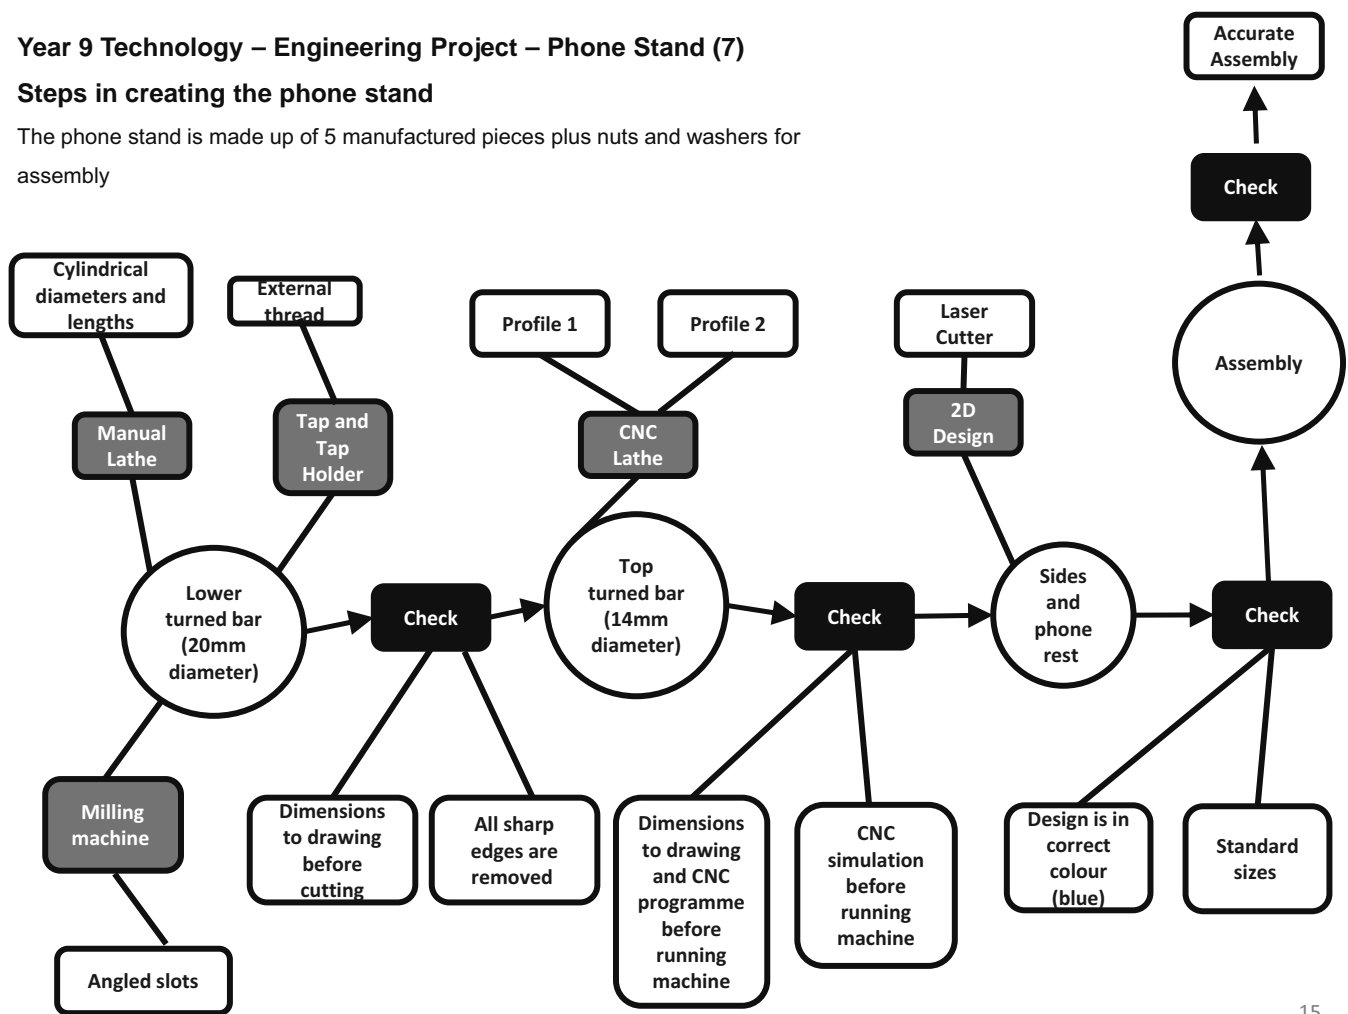 Year 9 Technology – Engineering Project – Phone Stand (7)
Steps in creating the phone stand
The phone stand is made up of 5 manufactured pieces plus nuts and washers for
assembly
Accurate
Assembly
Check
Assembly
Cylindrical
diameters and
lengths
External
thread
Profile 1
Profile 2
Laser
Cutter
Manual
Lathe
Tap and
Tap
Holder
CNC
Lathe
2D
Design
Lower
turned bar
(20mm
diameter)
Check
Top
turned bar
(14mm
diameter)
Check
Sides
and
phone
rest
Check
Milling
machine
Dimensions
to drawing
before
cutting
All sharp
edges are
removed
Dimensions
to drawing
and CNC
programme
before
running
machine
CNC
simulation
before
running
machine
Design is in
correct
colour
(blue)
Standard
sizes
Angled slots
15